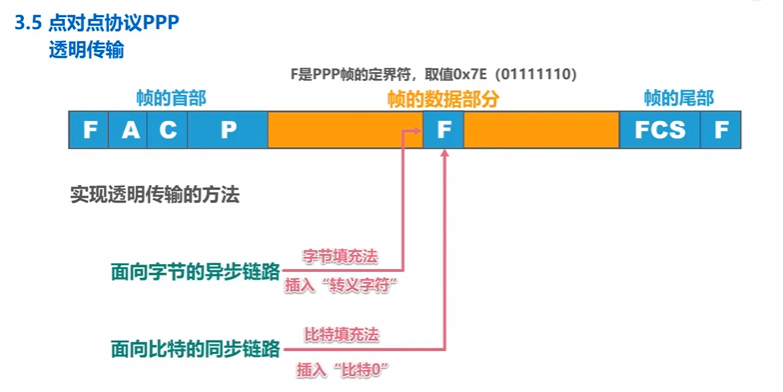 3.5 点对点协议PPP
透明传输
F是PPP帧的定界符，取值0x7E（01111110）
帧的首部 帧的数据部分 帧的尾部
F A C P F FCS F
实现透明传输的方法
字节填充法
面向字节的异步链路
插入“转义字符”
比特填充法
面向比特的同步链路
插入“比特0”